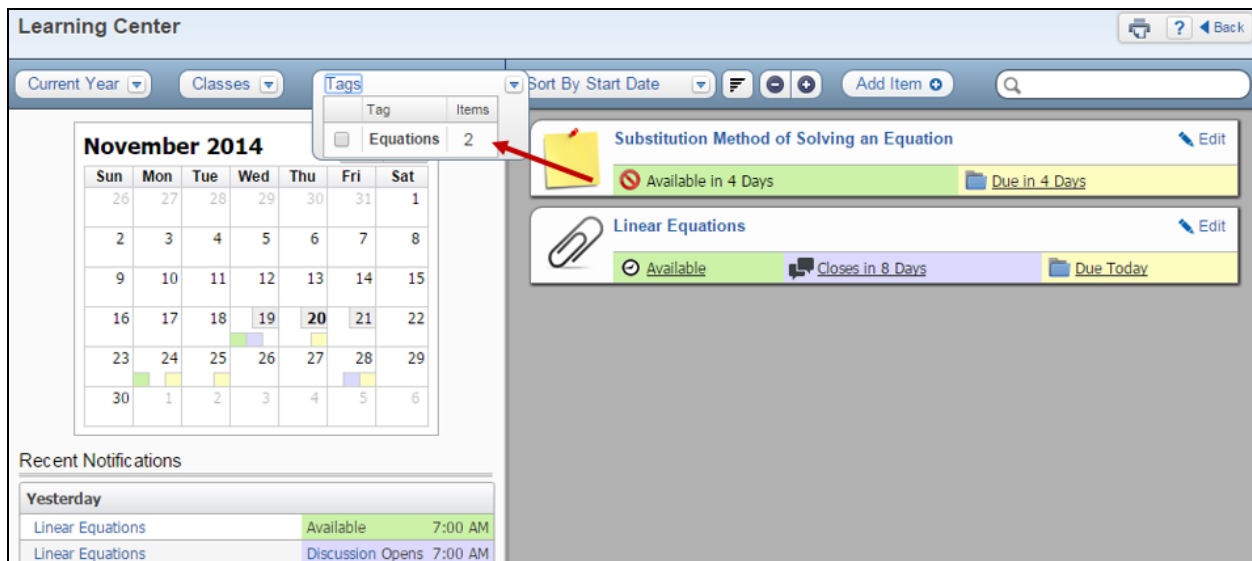 Learning Center
? Back
Current Year Classes Tags Sort By Start Date Add Item
Tag Items
Equations 2
November 2014
Sun Mon Tue Wed Thu Fri Sat
26 27 28 29 30 31 1
2 3 4 5 6 7 8
9 10 11 12 13 14 15
16 17 18 19 20 21 22
23 24 25 26 27 28 29
30 1 2 3 4 5 6
Recent Notifications
Yesterday
Linear Equations Available 7:00 AM
Linear Equations Discussion Opens 7:00 AM
Substitution Method of Solving an Equation Edit
Available in 4 Days Due in 4 Days
Linear Equations Edit
Available Closes in 8 Days Due Today